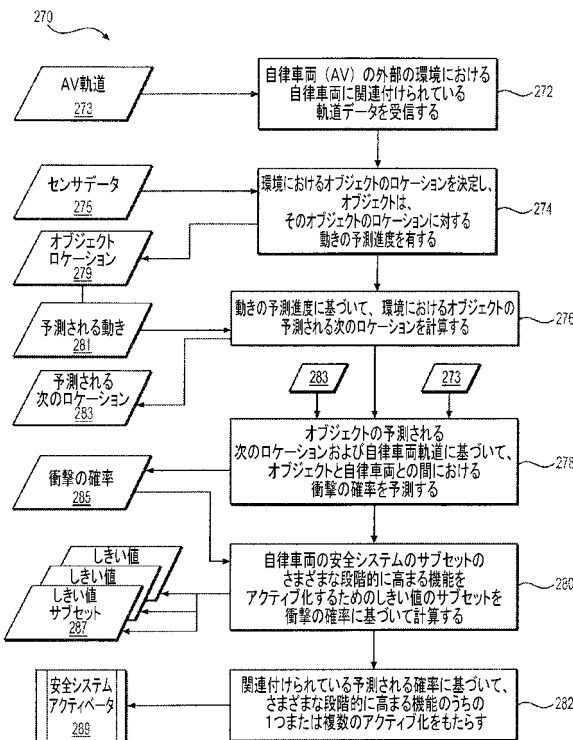 270
AV軌道
273
自律車両（AV）の外部の環境における
自律車両に関連付けられている
軌道データを受信する
272
センサデータ
275
環境におけるオブジェクトのロケーションを決定し、
オブジェクトは、
そのオブジェクトのロケーションに対する
動きの予測進度を有する
274
オブジェクト
ロケーション
279
予測される動き
281
動きの予測進度に基づいて、環境におけるオブジェクトの
予測される次のロケーションを計算する
276
予測される
次のロケーション
283
283
273
オブジェクトの予測される
次のロケーションおよび自律車両軌道に基づいて、
オブジェクトと自律車両との間における
衝撃の確率を予測する
278
衝撃の確率
285
しきい値
しきい値
しきい値
サブセット
287
自律車両の安全システムのサブセットの
さまざまな段階的に高まる機能を
アクティブ化するためのしきい値のサブセットを
衝撃の確率に基づいて計算する
280
安全システム
アクティベータ
289
関連付けられている予測される確率に基づいて、
さまざまな段階的に高まる機能のうちの
1つまたは複数のアクティブ化をもたらす
282